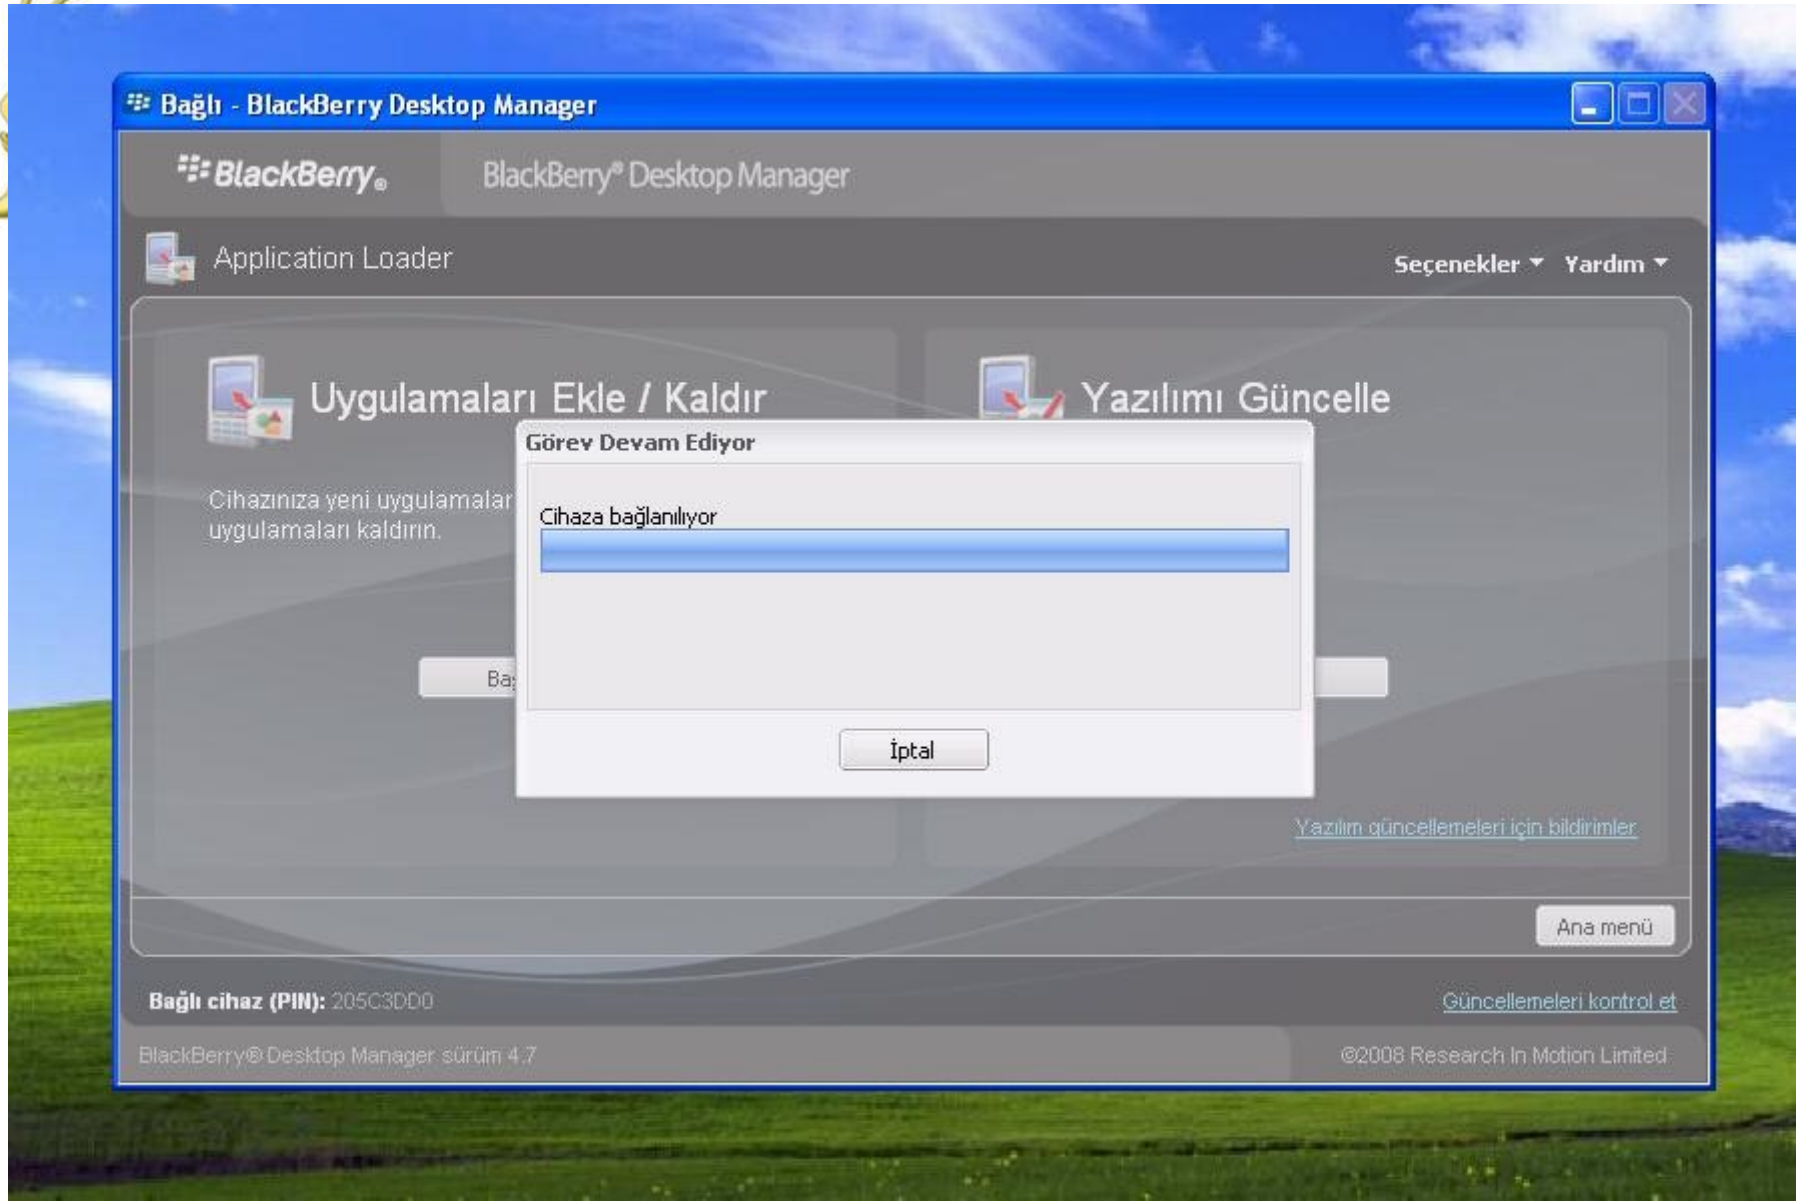 Bağlı - BlackBerry Desktop Manager
BlackBerry® BlackBerry® Desktop Manager
Application Loader Seçenekler Yardım
Uygulamaları Ekle / Kaldır Yazılımı Güncelle
Görev Devam Ediyor
Cihazınıza yeni uygulamalar
uygulamaları kaldırın.
Cihaza bağlanılıyor
İptal
Yazılım güncellemeleri için bildirimler
Ana menü
Bağlı cihaz (PIN): 205C3DD0 Güncellemeleri kontrol et
BlackBerry® Desktop Manager sürüm 4.7 ©2008 Research In Motion Limited